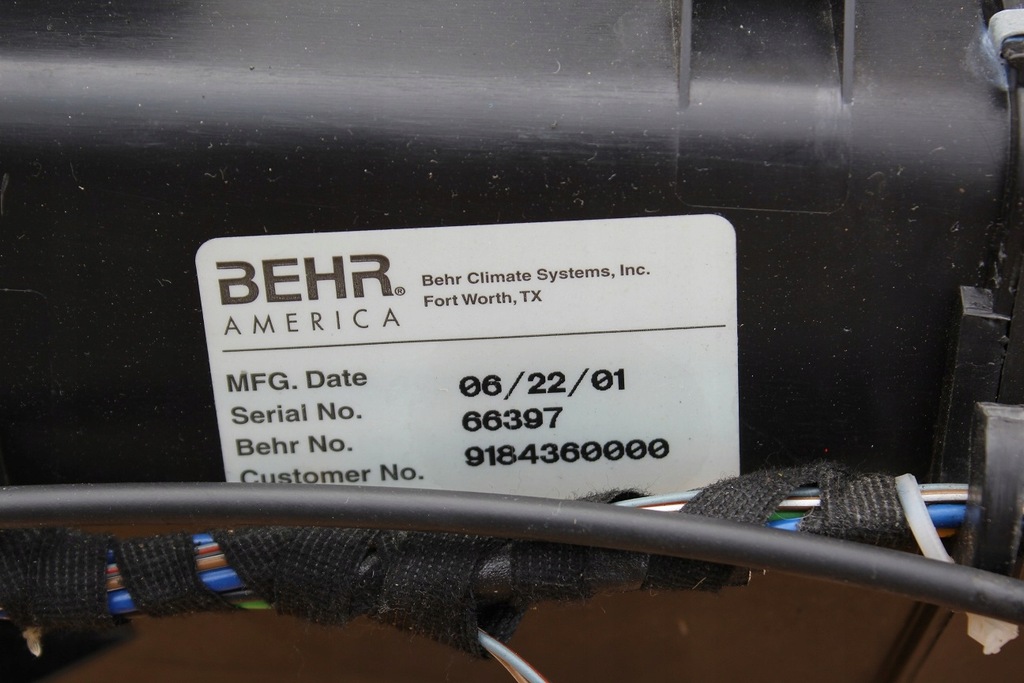 BEHR® Behr Climate Systems, Inc.
AMERICA Fort Worth, TX
MFG. Date 06/22/01
Serial No. 66397
Behr No. 9184360000
Customer No.